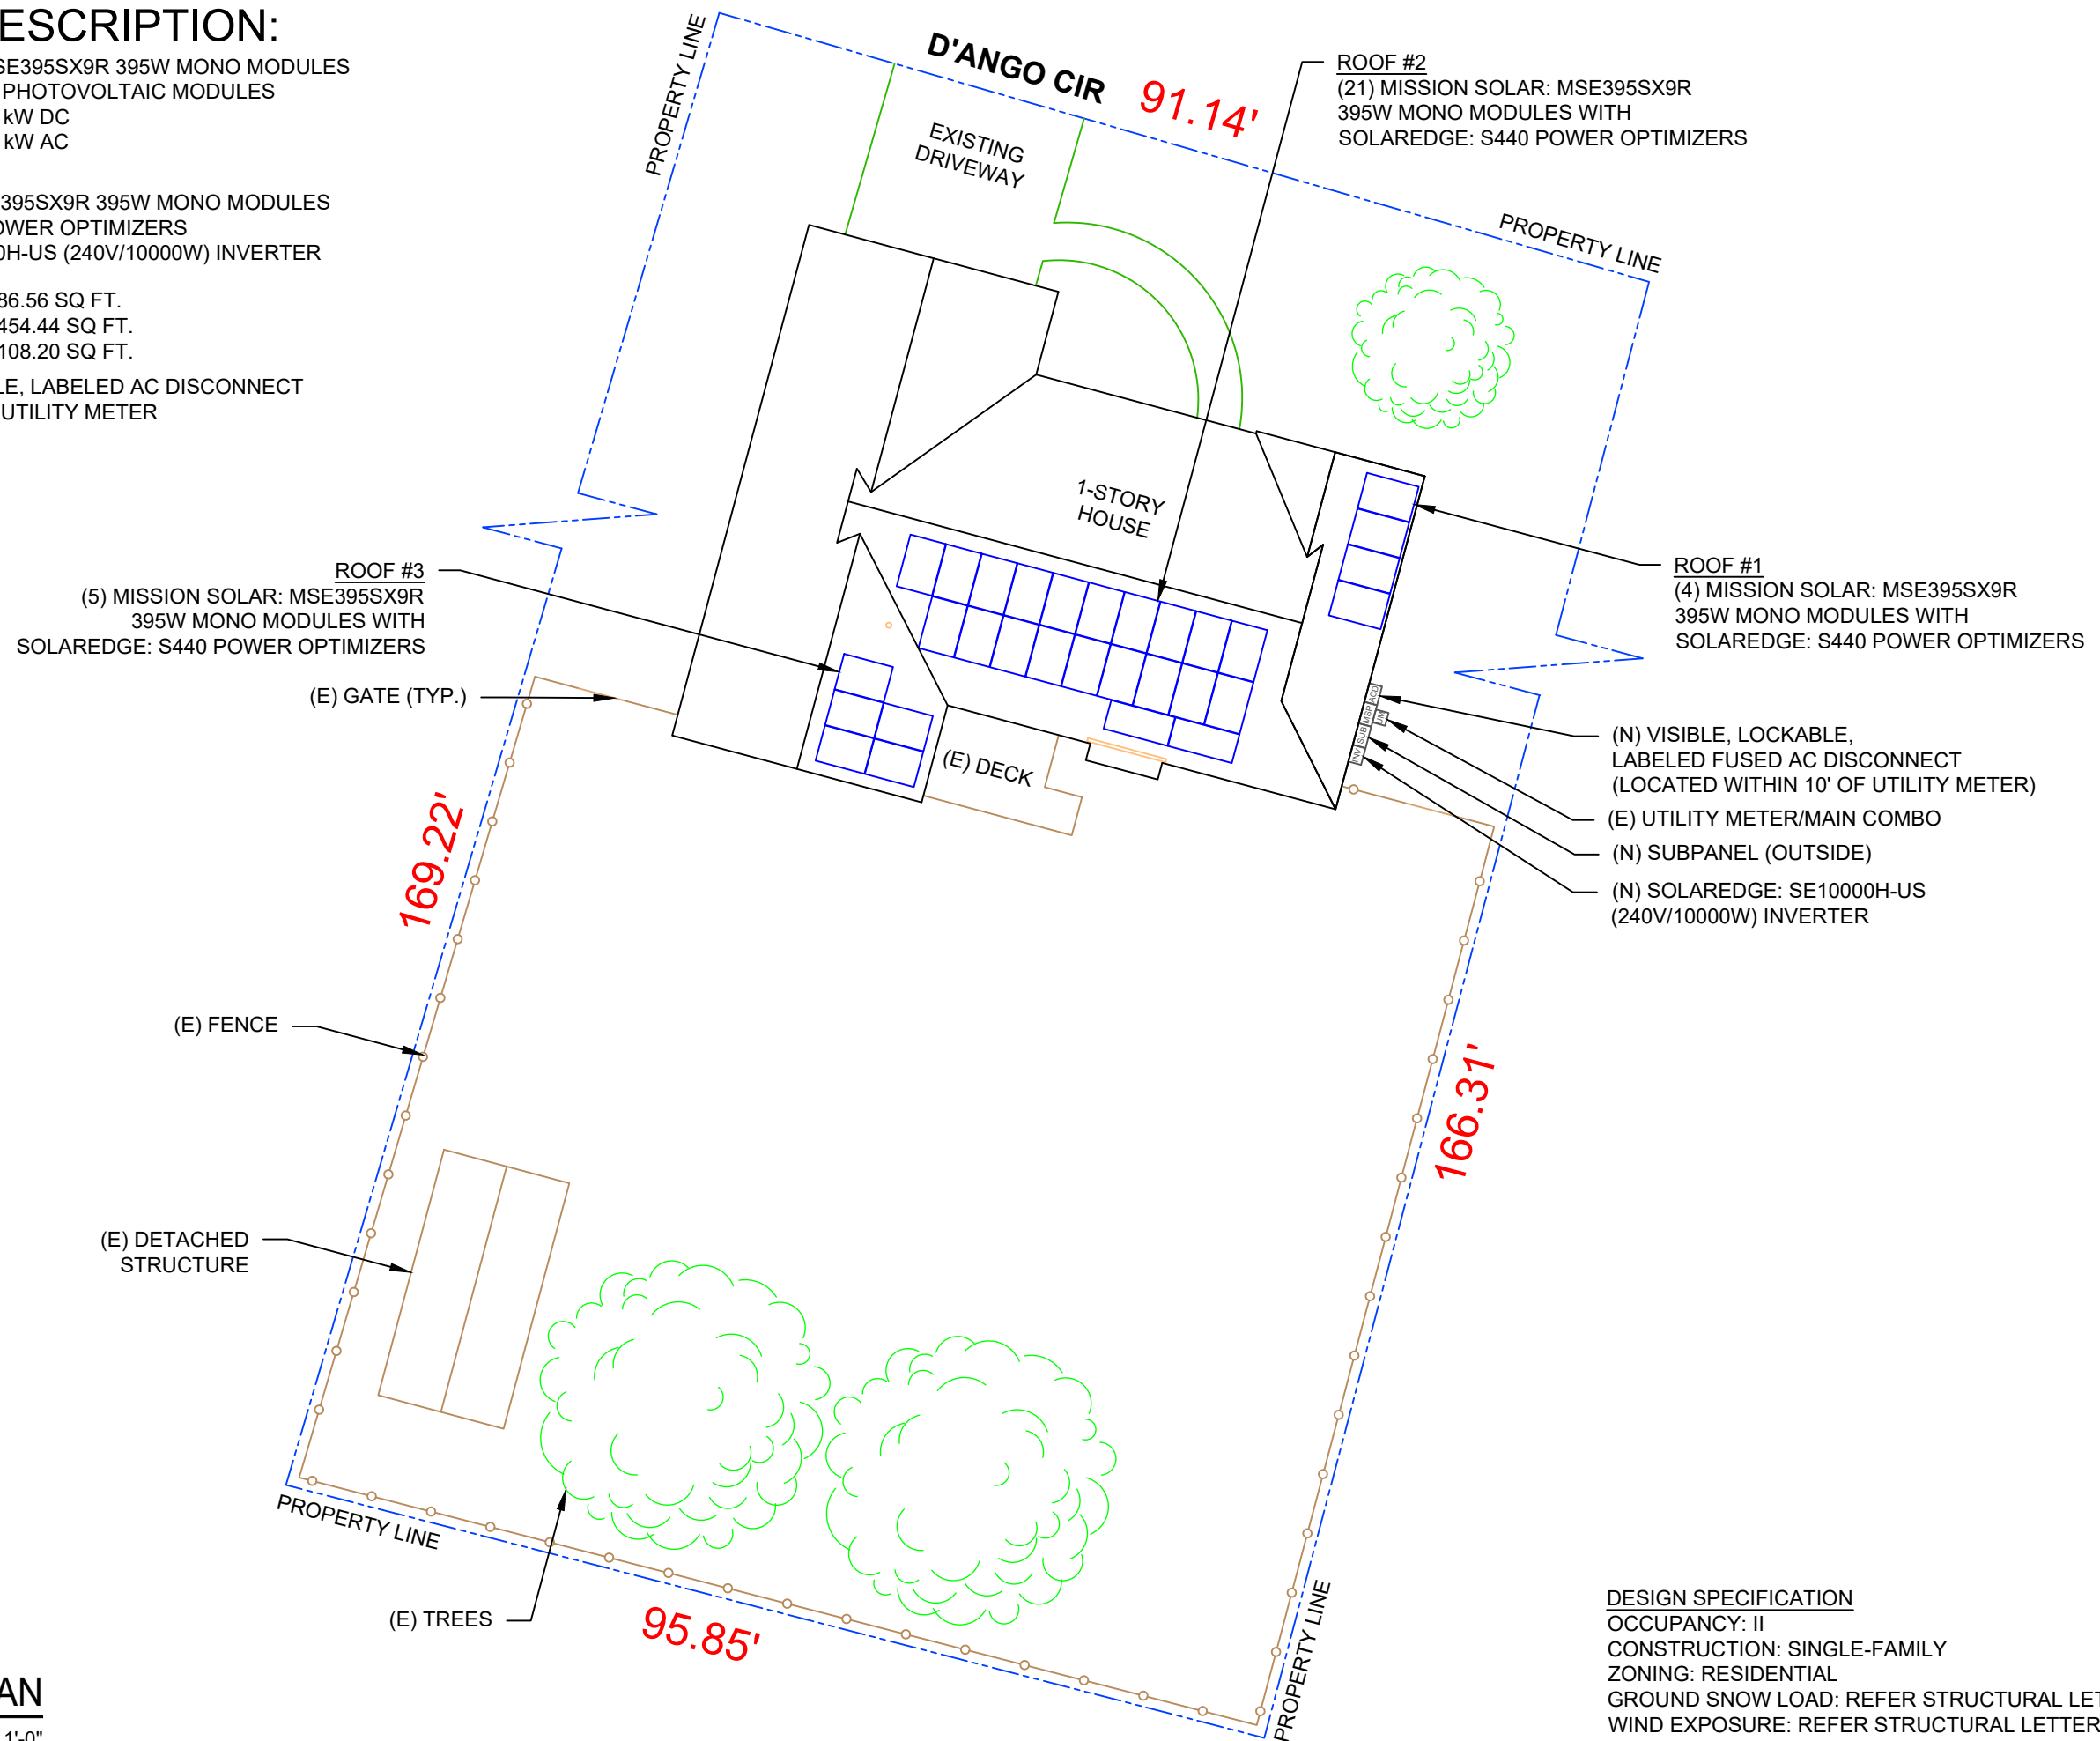 ESCRIPTION:
SE395SX9R 395W MONO MODULES
PHOTOVOLTAIC MODULES
kW DC
kW AC
395SX9R 395W MONO MODULES
OWER OPTIMIZERS
0H-US (240V/10000W) INVERTER
86.56 SQ FT.
454.44 SQ FT.
108.20 SQ FT.
LE, LABELED AC DISCONNECT
UTILITY METER
PROPERTY LINE
D'ANGO CIR
91.14'
EXISTING
DRIVEWAY
ROOF #2
(21) MISSION SOLAR: MSE395SX9R
395W MONO MODULES WITH
SOLAREDGE: S440 POWER OPTIMIZERS
PROPERTY LINE
1-STORY
HOUSE
ROOF #3
(5) MISSION SOLAR: MSE395SX9R
395W MONO MODULES WITH
SOLAREDGE: S440 POWER OPTIMIZERS
ROOF #1
(4) MISSION SOLAR: MSE395SX9R
395W MONO MODULES WITH
SOLAREDGE: S440 POWER OPTIMIZERS
(E) GATE (TYP.)
ACD
UM
MSP
SUB
INV
(E) DECK
(N) VISIBLE, LOCKABLE,
LABELED FUSED AC DISCONNECT
(LOCATED WITHIN 10' OF UTILITY METER)
(E) UTILITY METER/MAIN COMBO
(N) SUBPANEL (OUTSIDE)
(N) SOLAREDGE: SE10000H-US
(240V/10000W) INVERTER
169.22'
(E) FENCE
166.31'
(E) DETACHED
STRUCTURE
PROPERTY LINE
(E) TREES
95.85'
PROPERTY LINE
AN
1'-0"
DESIGN SPECIFICATION
OCCUPANCY: II
CONSTRUCTION: SINGLE-FAMILY
ZONING: RESIDENTIAL
GROUND SNOW LOAD: REFER STRUCTURAL LET
WIND EXPOSURE: REFER STRUCTURAL LETTER